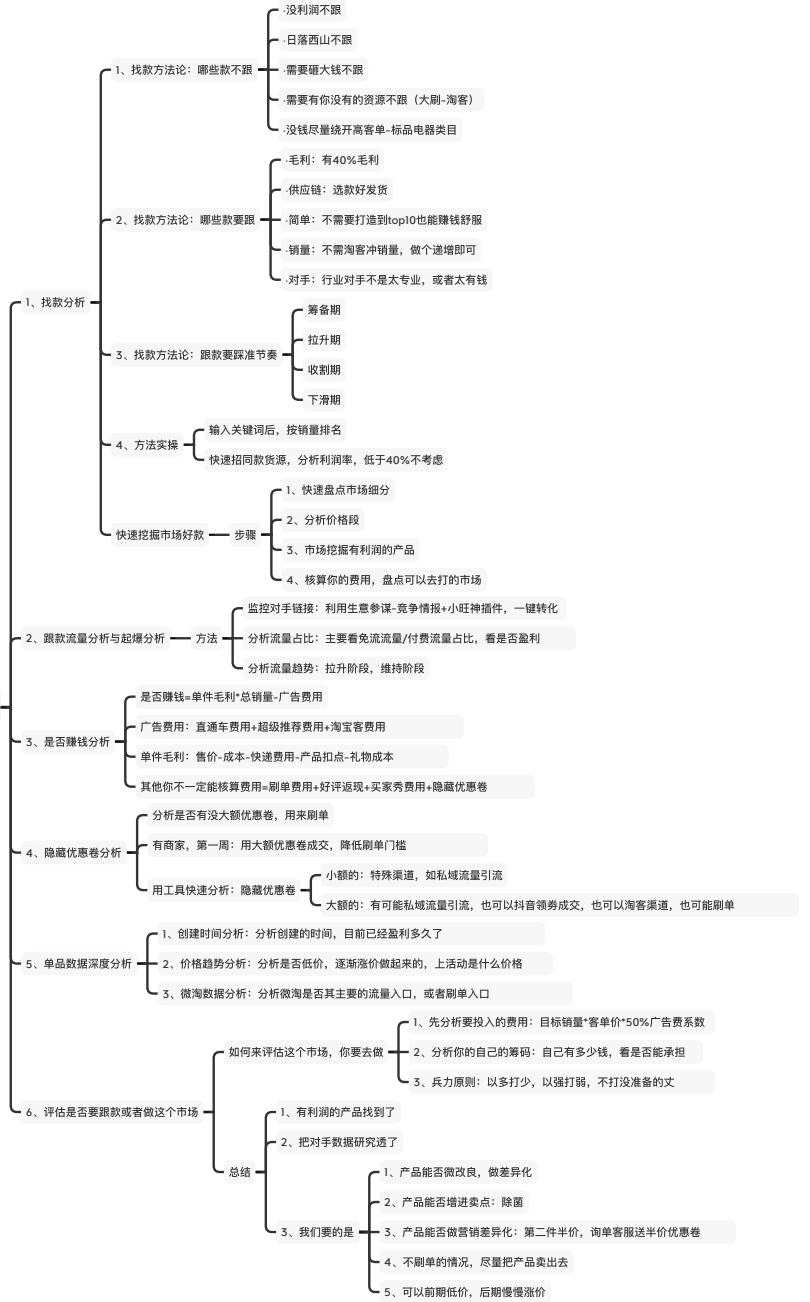 1、找款分析
1、找款方法论：哪些款不跟
·没利润不跟
·日落西山不跟
·需要砸大钱不跟
·需要有你没有的资源不跟（大刷-淘客）
·没钱尽量绕开高客单-标品电器类目
2、找款方法论：哪些款要跟
·毛利：有40%毛利
·供应链：选款好发货
·简单：不需要打造到top10也能赚钱舒服
·销量：不需淘客冲销量，做个递增即可
·对手：行业对手不是太专业，或者太有钱
3、找款方法论：跟款要踩准节奏
筹备期
拉升期
收割期
下滑期
4、方法实操
输入关键词后，按销量排名
快速招同款货源，分析利润率，低于40%不考虑
快速挖掘市场好款
步骤
1、快速盘点市场细分
2、分析价格段
3、市场挖掘有利润的产品
4、核算你的费用，盘点可以去打的市场
2、跟款流量分析与起爆分析
方法
监控对手链接：利用生意参谋-竞争情报+小旺神插件，一键转化
分析流量占比：主要看免流流量/付费流量占比，看是否盈利
分析流量趋势：拉升阶段，维持阶段
3、是否赚钱分析
是否赚钱=单件毛利*总销量-广告费用
广告费用：直通车费用+超级推荐费用+淘宝客费用
单件毛利：售价-成本-快递费用-产品扣点-礼物成本
其他你不一定能核算费用=刷单费用+好评返现+买家秀费用+隐藏优惠卷
4、隐藏优惠卷分析
分析是否有没大额优惠卷，用来刷单
有商家，第一周：用大额优惠卷成交，降低刷单门槛
用工具快速分析：隐藏优惠卷
小额的：特殊渠道，如私域流量引流
大额的：有可能私域流量引流，也可以抖音领券成交，也可以淘客渠道，也可能刷单
5、单品数据深度分析
1、创建时间分析：分析创建的时间，目前已经盈利多久了
2、价格趋势分析：分析是否低价，逐渐涨价做起来的，上活动是什么价格
3、微淘数据分析：分析微淘是否其主要的流量入口，或者刷单入口
6、评估是否要跟款或者做这个市场
如何来评估这个市场，你要去做
1、先分析要投入的费用：目标销量*客单价*50%广告费系数
2、分析你的自己的筹码：自己有多少钱，看是否能承担
3、兵力原则：以多打少，以强打弱，不打没准备的丈
总结
1、有利润的产品找到了
2、把对手数据研究透了
3、我们要的是
1、产品能否微改良，做差异化
2、产品能否增进卖点：除菌
3、产品能否做营销差异化：第二件半价，询单客服送半价优惠卷
4、不刷单的情况，尽量把产品卖出去
5、可以前期低价，后期慢慢涨价